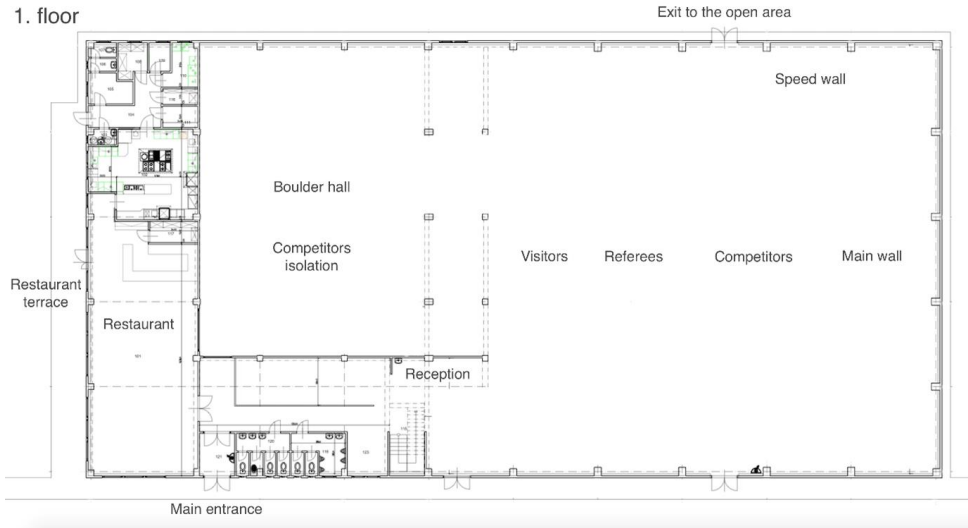 1. floor
Exit to the open area
Speed wall
Boulder hall
Competitors
isolation
Visitors
Referees
Competitors
Main wall
Restaurant
terrace
Restaurant
Reception
Main entrance